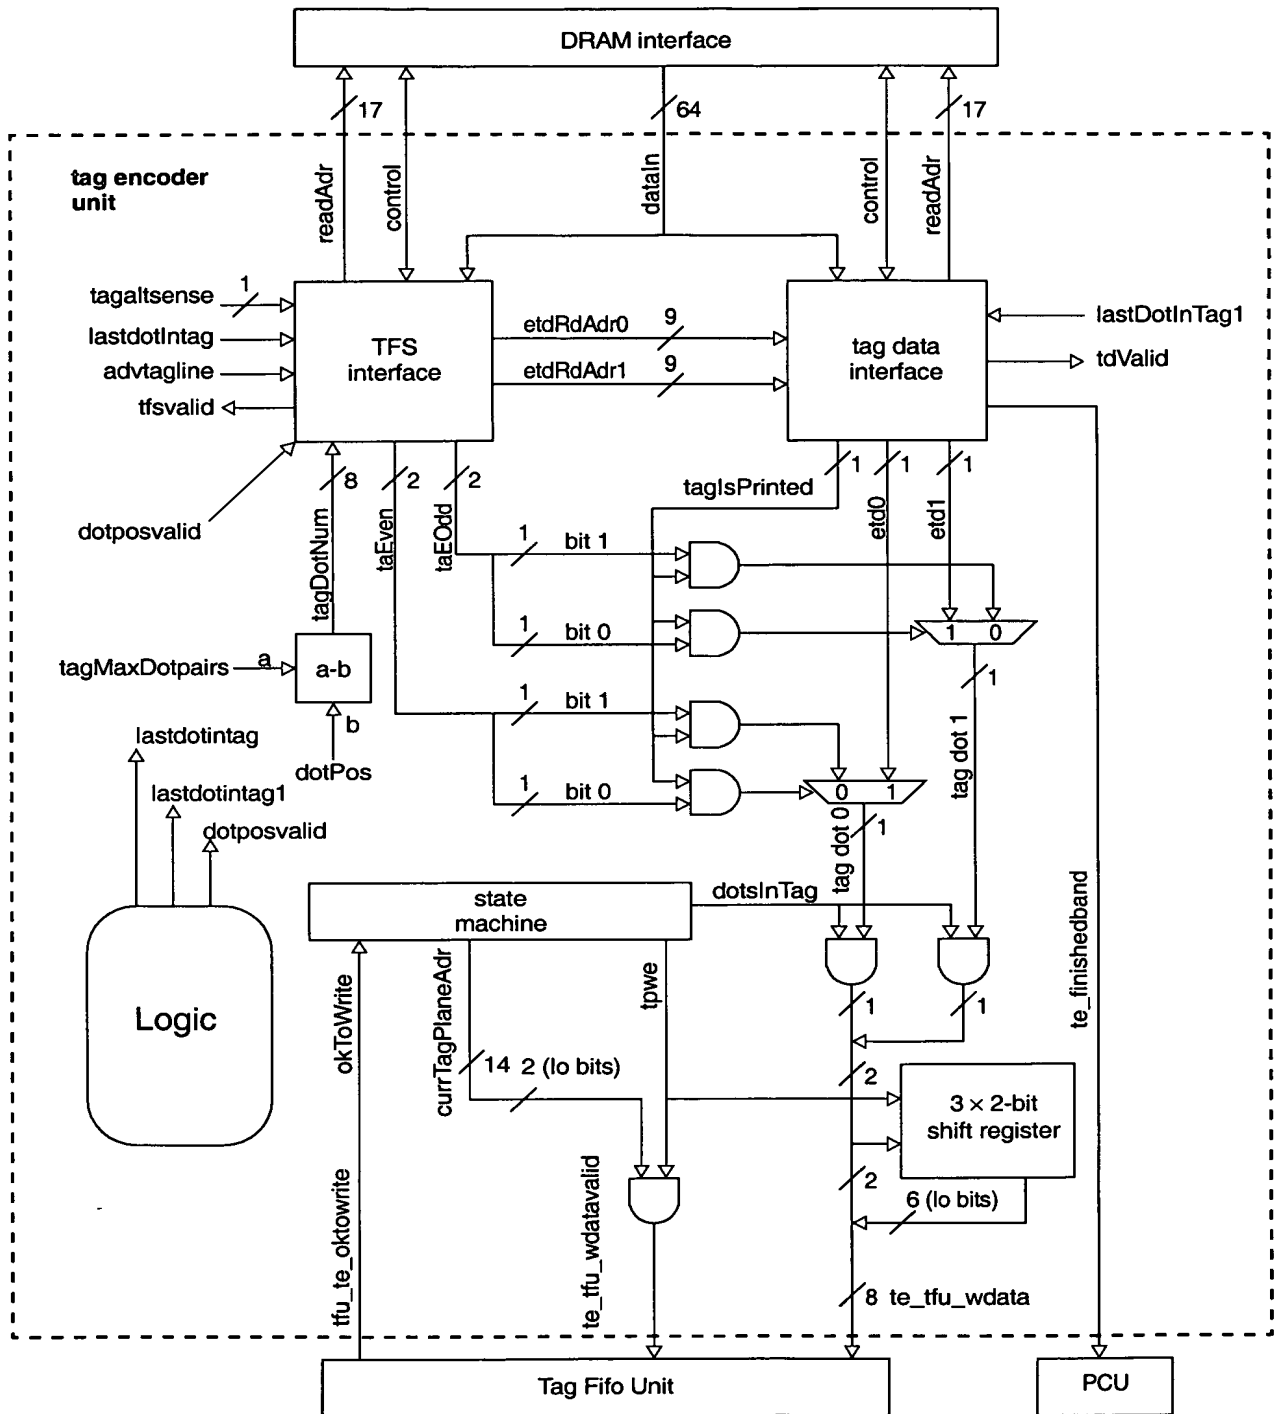 DRAM interface
17
64
17
tag encoder
unit
readAdr
control
dataIn
control
readAdr
tagaltsense
1
lastdotIntag
advtagline
tfsvalid
dotposvalid
TFS
interface
etdRdAdr0
9
etdRdAdr1
9
tag data
interface
lastDotInTag1
tdValid
8
2
2
1
1
1
tagIsPrinted
tagDotNum
taEven
taEOdd
etd0
etd1
1
bit 1
1
bit 0
1 0
1
tagMaxDotpairs
a
a-b
b
dotPos
1
bit 1
1
bit 0
0 1
1
tag dot 0
tag dot 1
lastdotintag
lastdotintag1
dotposvalid
Logic
state
machine
dotsInTag
okToWrite
currTagPlaneAdr
tpwe
1
1
te_finishedband
14
2 (lo bits)
2
3 × 2-bit
shift register
2
6 (lo bits)
tfu_te_oktowrite
te_tfu_wdatavalid
8 te_tfu_wdata
Tag Fifo Unit
PCU